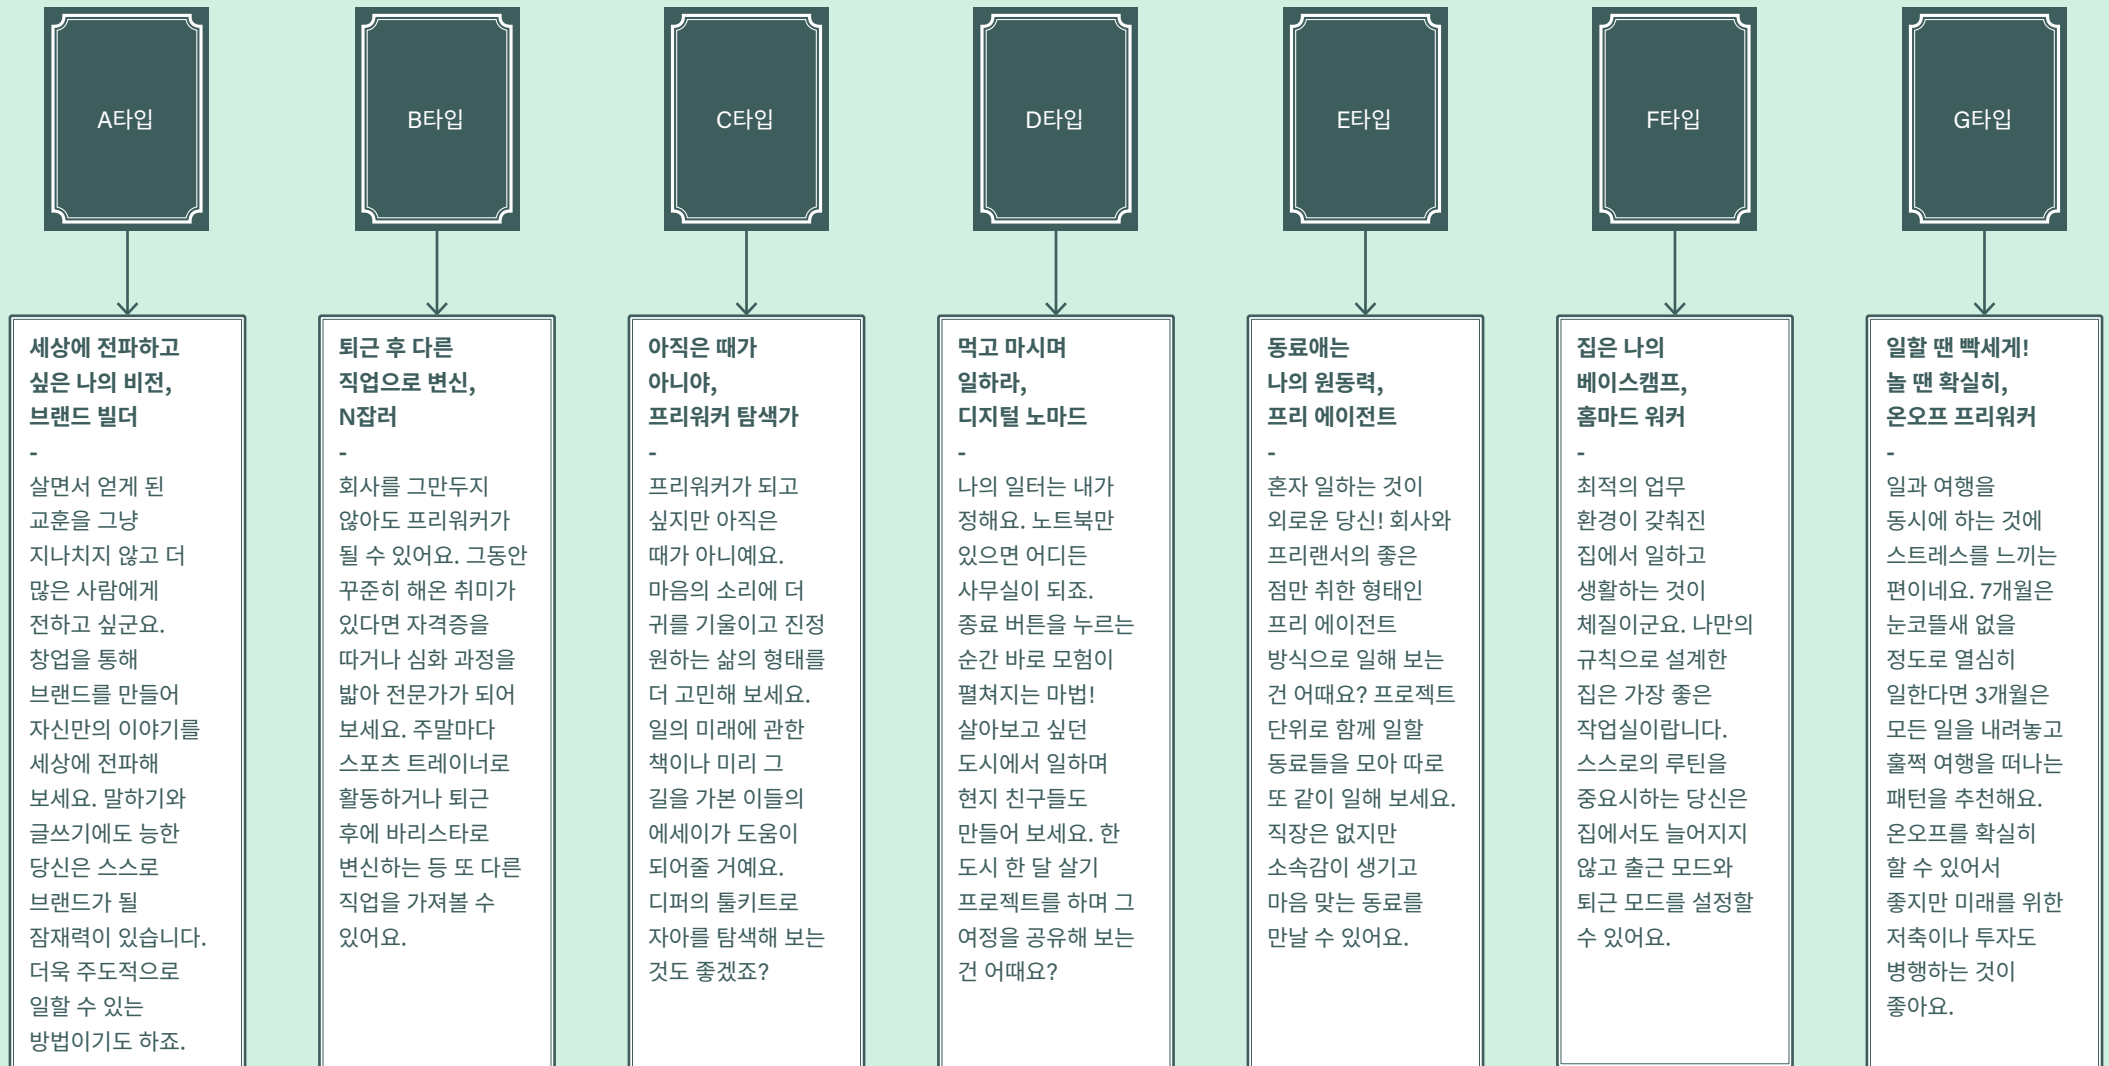 A타입
세상에 전파하고
싶은 나의 비전,
브랜드 빌더
-
살면서 얻게 된
교훈을 그냥
지나치지 않고 더
많은 사람에게
전하고 싶군요.
창업을 통해
브랜드를 만들어
자신만의 이야기를
세상에 전파해
보세요. 말하기와
글쓰기에도 능한
당신은 스스로
브랜드가 될
잠재력이 있습니다.
더욱 주도적으로
일할 수 있는
방법이기도 하죠.
B타입
퇴근 후 다른
직업으로 변신,
N잡러
-
회사를 그만두지
않아도 프리워커가
될 수 있어요. 그동안
꾸준히 해온 취미가
있다면 자격증을
따거나 심화 과정을
밟아 전문가가 되어
보세요. 주말마다
스포츠 트레이너로
활동하거나 퇴근
후에 바리스타로
변신하는 등 또 다른
직업을 가져볼 수
있어요.
C타입
아직은 때가
아니야,
프리워커 탐색가
-
프리워커가 되고
싶지만 아직은
때가 아니예요.
마음의 소리에 더
귀를 기울이고 진정
원하는 삶의 형태를
더 고민해 보세요.
일의 미래에 관한
책이나 미리 그
길을 가본 이들의
에세이가 도움이
되어줄 거예요.
디퍼의 툴키트로
자아를 탐색해 보는
것도 좋겠죠?
D타입
먹고 마시며
일하라,
디지털 노마드
-
나의 일터는 내가
정해요. 노트북만
있으면 어디든
사무실이 되죠.
종료 버튼을 누르는
순간 바로 모험이
펼쳐지는 마법!
살아보고 싶던
도시에서 일하며
현지 친구들도
만들어 보세요. 한
도시 한 달 살기
프로젝트를 하며 그
여정을 공유해 보는
건 어때요?
E타입
동료애는
나의 원동력,
프리 에이전트
-
혼자 일하는 것이
외로운 당신! 회사와
프리랜서의 좋은
점만 취한 형태인
프리 에이전트
방식으로 일해 보는
건 어때요? 프로젝트
단위로 함께 일할
동료들을 모아 따로
또 같이 일해 보세요.
직장은 없지만
소속감이 생기고
마음 맞는 동료를
만날 수 있어요.
F타입
집은 나의
베이스캠프,
홈마드 워커
-
최적의 업무
환경이 갖춰진
집에서 일하고
생활하는 것이
체질이군요. 나만의
규칙으로 설계한
집은 가장 좋은
작업실이랍니다.
스스로의 루틴을
중요시하는 당신은
집에서도 늘어지지
않고 출근 모드와
퇴근 모드를 설정할
수 있어요.
G타입
일할 땐 빡세게!
놀 땐 확실히,
온오프 프리워커
-
일과 여행을
동시에 하는 것에
스트레스를 느끼는
편이네요. 7개월은
눈코뜰새 없을
정도로 열심히
일한다면 3개월은
모든 일을 내려놓고
훌쩍 여행을 떠나는
패턴을 추천해요.
온오프를 확실히
할 수 있어서
좋지만 미래를 위한
저축이나 투자도
병행하는 것이
좋아요.